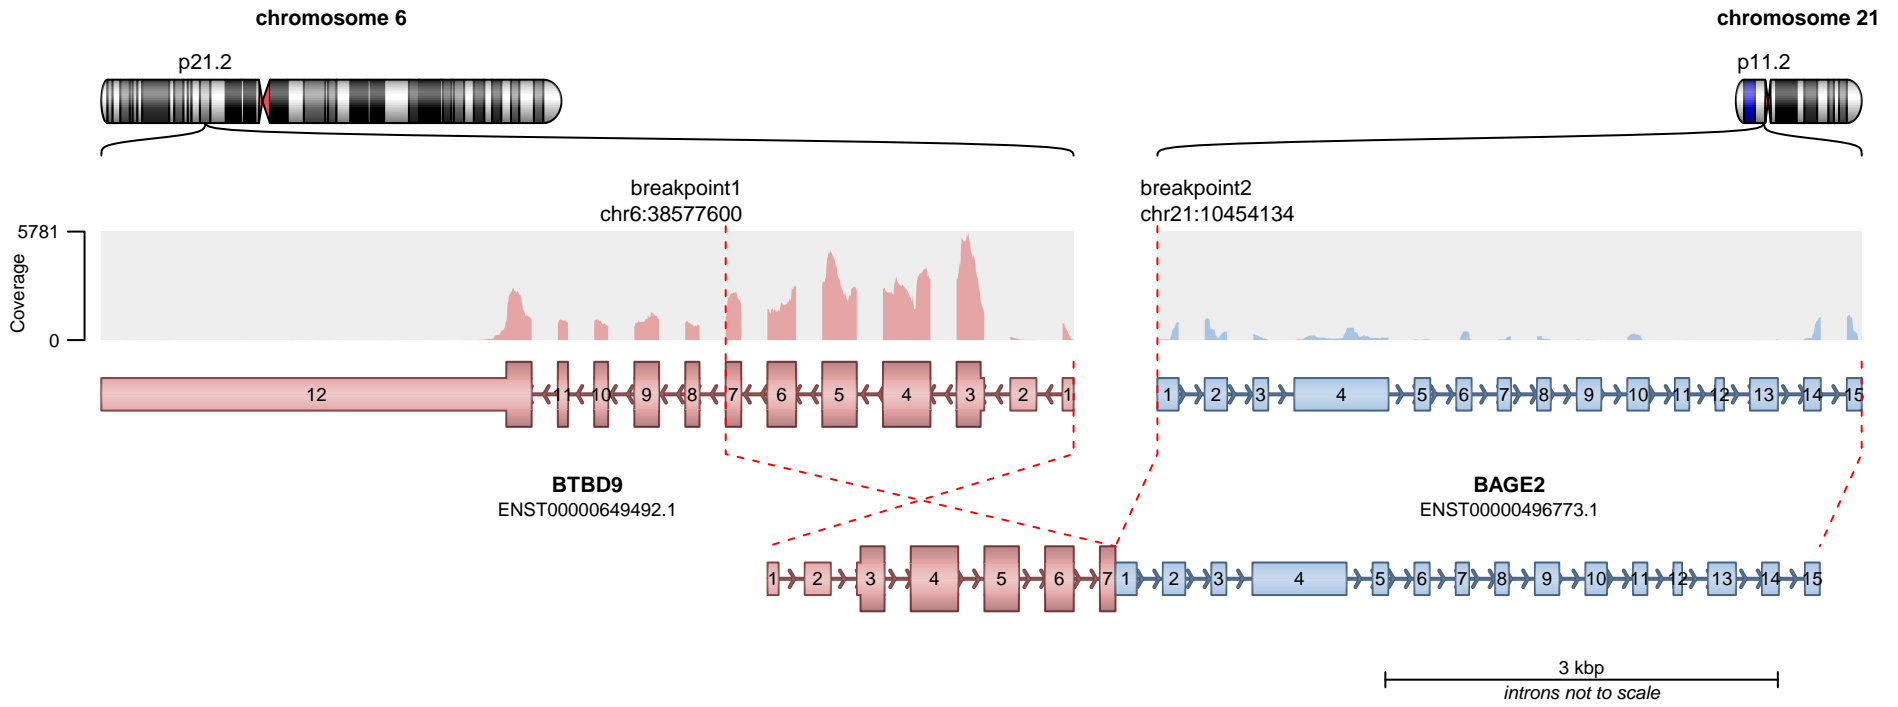 chromosome 6
chromosome 21
p21.2
p11.2
breakpoint1
chr6:38577600
breakpoint2
chr21:10454134
5781
Coverage
0
12 11 10 9 8 7 6 5 4 3 2 1
1 2 3 4 5 6 7 8 9 10 11 12 13 14 15
BTBD9
ENST00000649492.1
BAGE2
ENST00000496773.1
1 2 3 4 5 6 7 1 2 3 4 5 6 7 8 9 10 11 12 13 14 15
3 kbp
introns not to scale